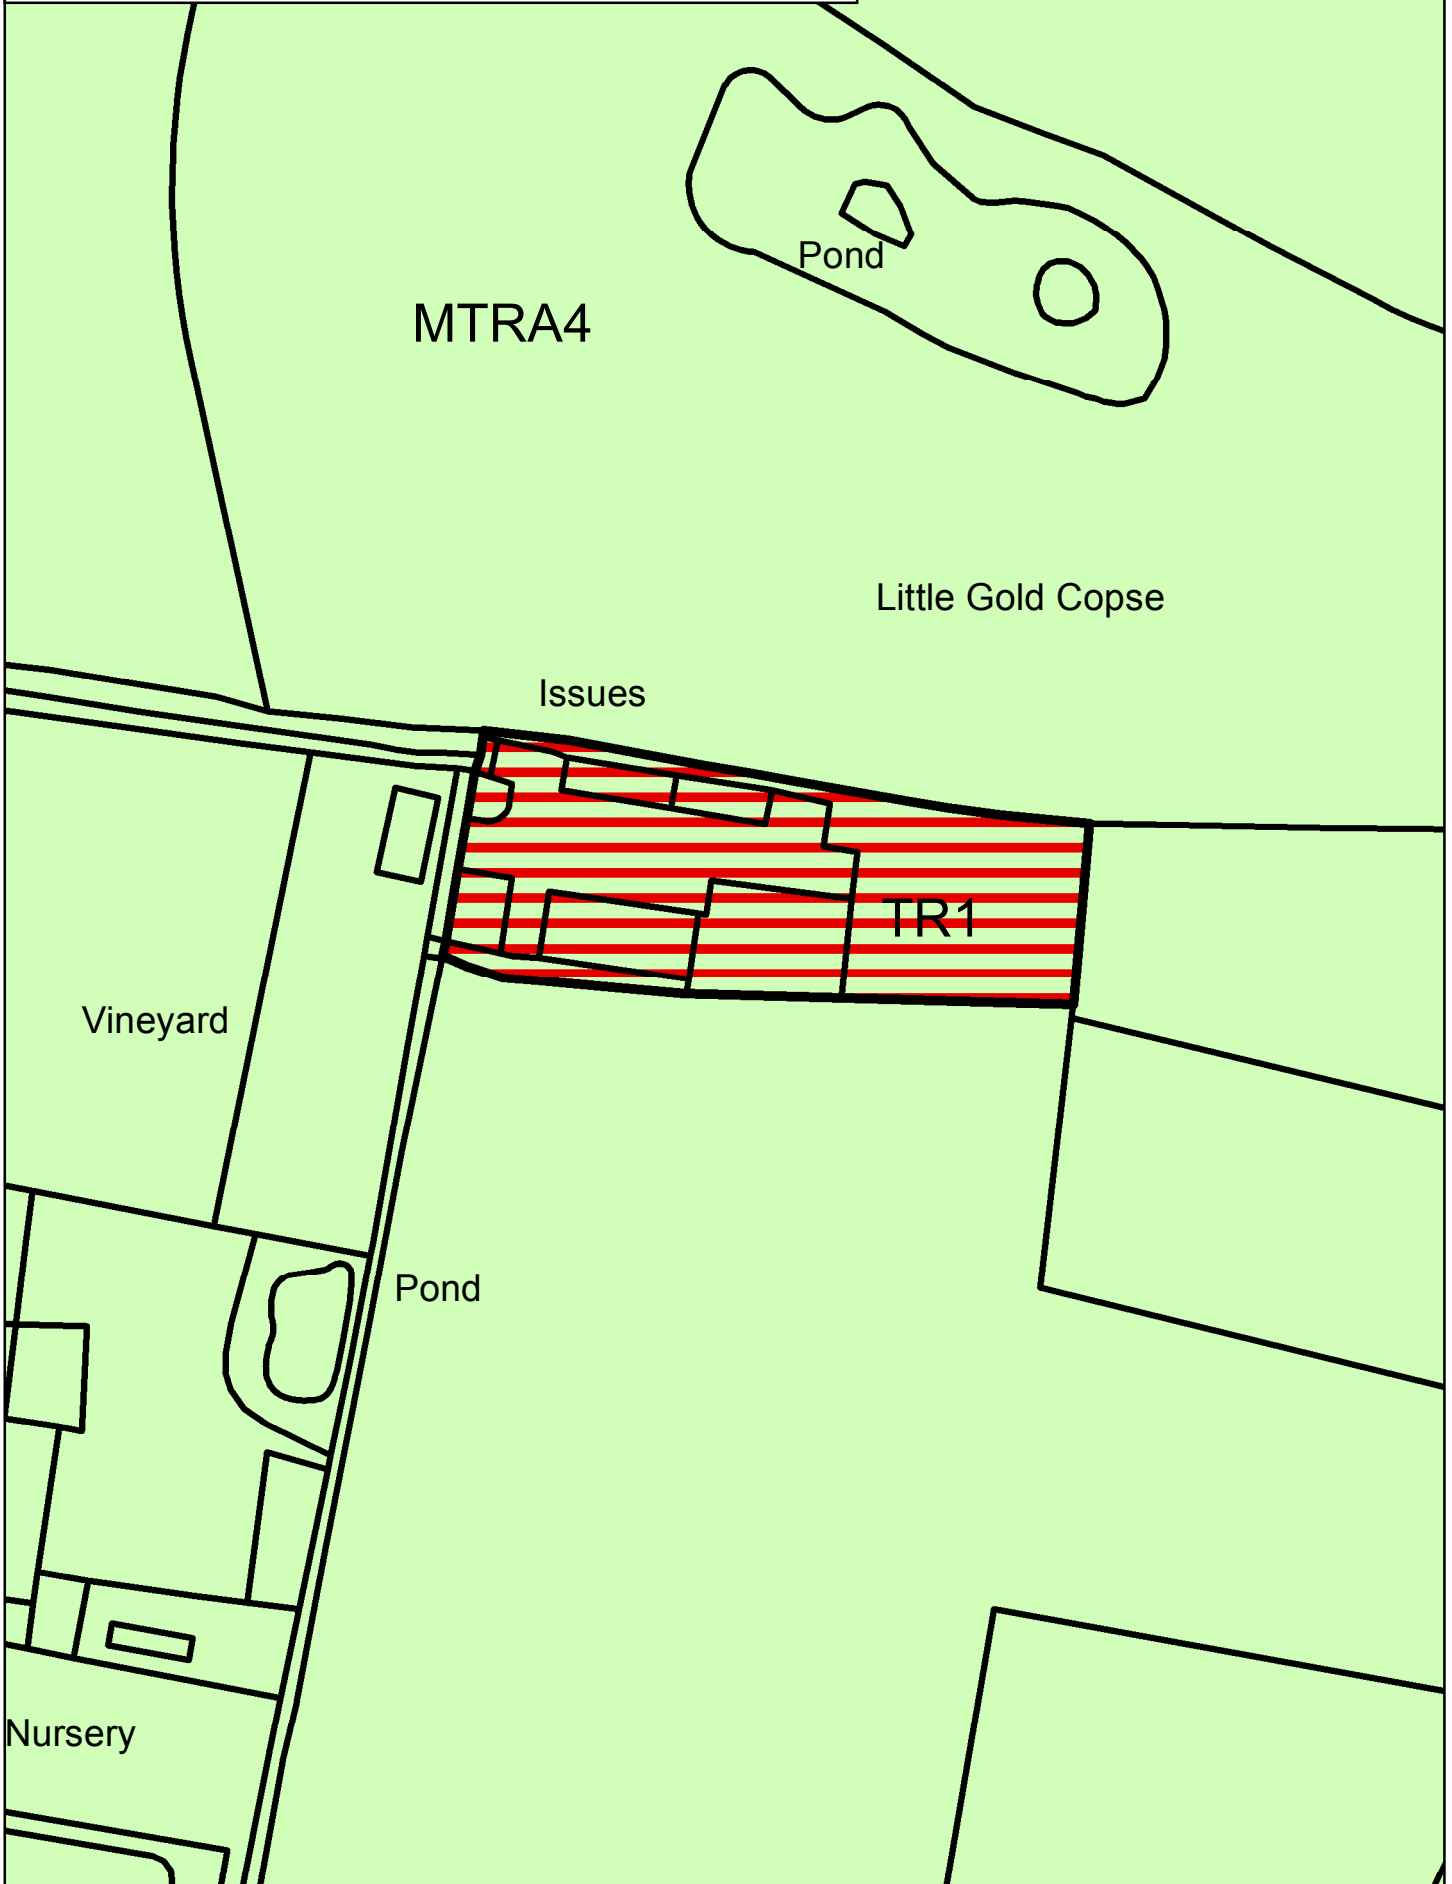 Pond
MTRA4
Little Gold Copse
Issues
TR1
Vineyard
Pond
Nursery